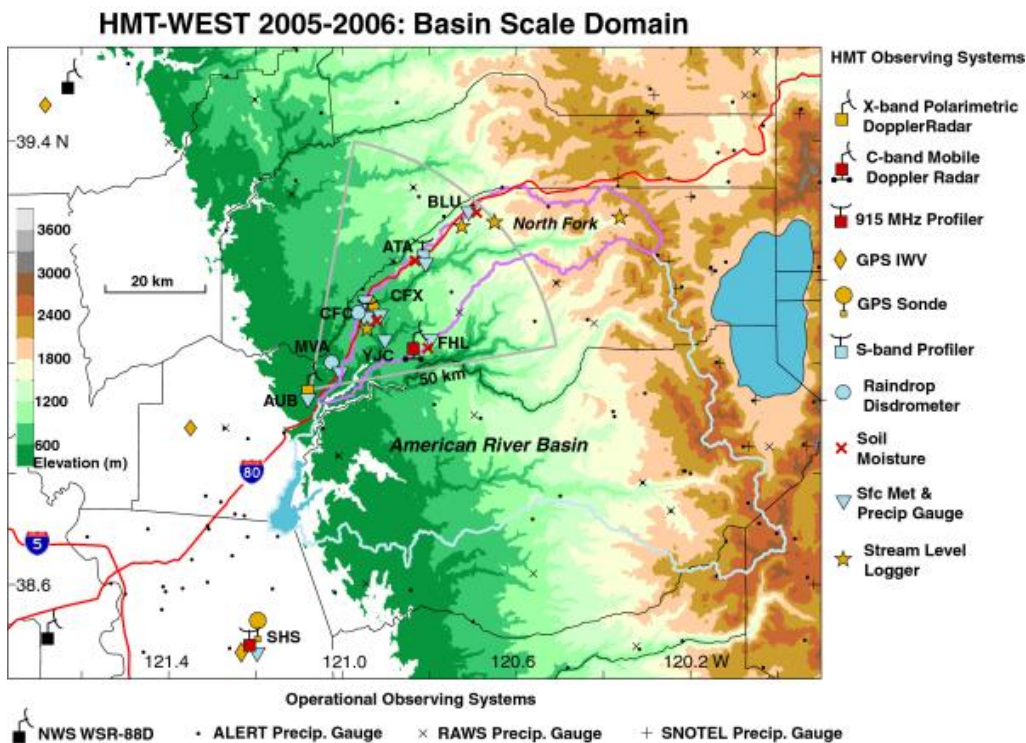 HMT-WEST 2005-2006: Basin Scale Domain
HMT Observing Systems
X-band Polarimetric
DopplerRadar
C-band Mobile
Doppler Radar
915 MHz Profiler
GPS IWV
GPS Sonde
S-band Profiler
Raindrop
Disdrometer
Soil
Moisture
Sfc Met &
Precip Gauge
Stream Level
Logger
39.4 N
3600
3000
2400
1800
1200
600
Elevation (m)
20 km
BLU
North Fork
ATA
CFX
CFC
MVA
YJC
FHL
50 km
AUB
American River Basin
80
5
38.6
SHS
121.4
121.0
120.6
120.2 W
Operational Observing Systems
NWS WSR-88D
ALERT Precip. Gauge
RAWS Precip. Gauge
SNOTEL Precip. Gauge